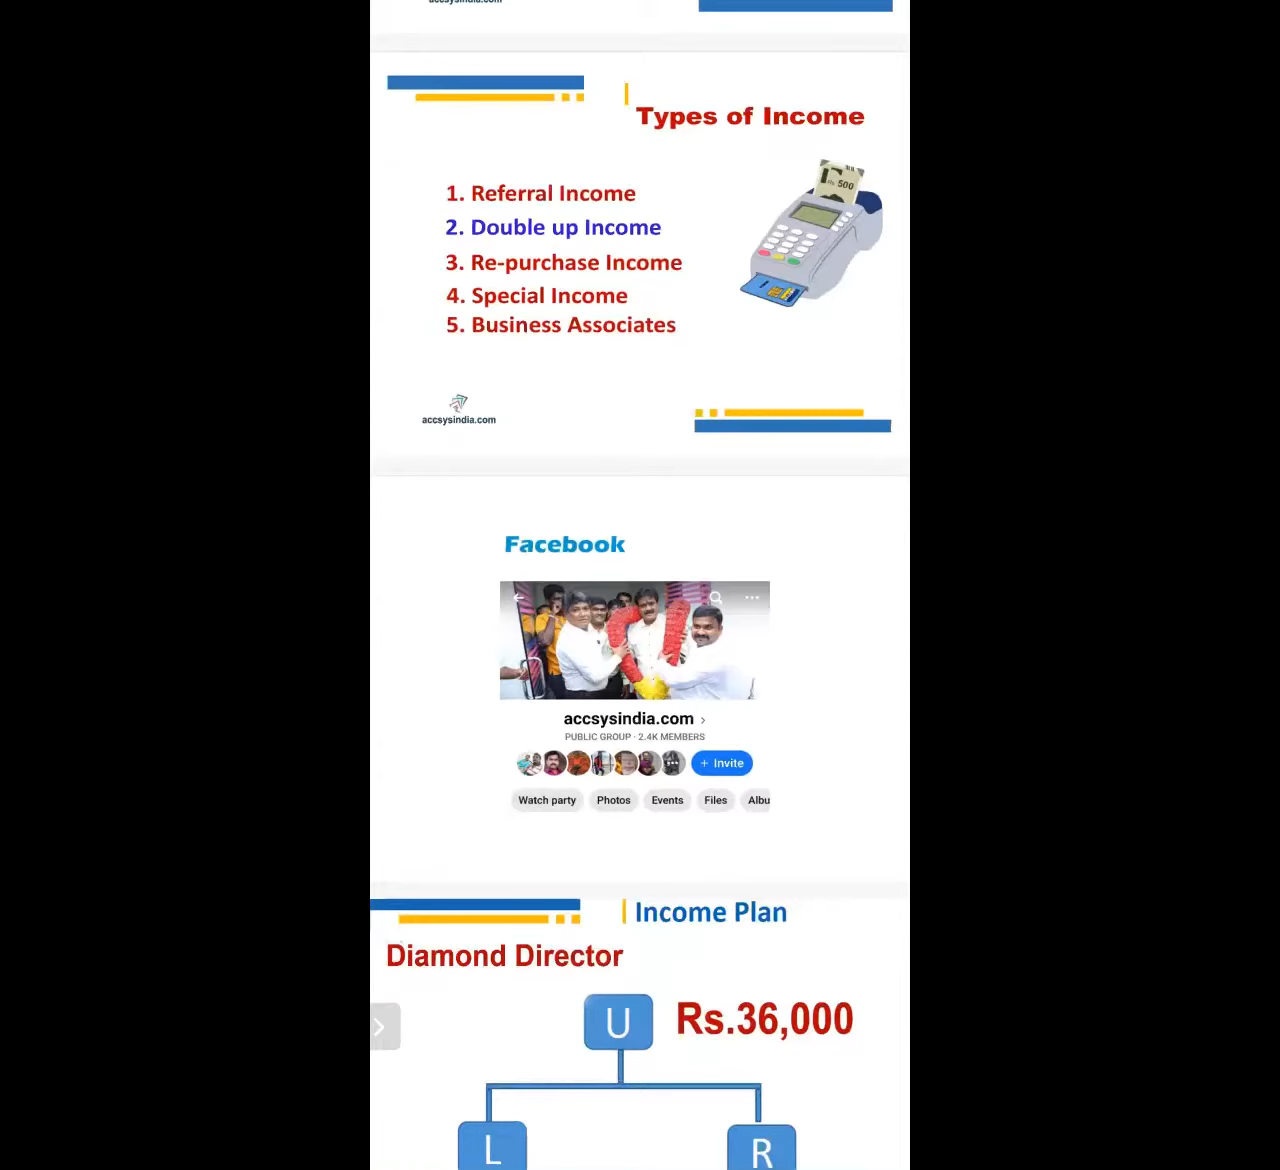 Types of Income
Rs 500
1. Referral Income
2. Double up Income
3. Re-purchase Income
4. Special Income
5. Business Associates
accsysindia.com
Facebook
accsysindia.com
PUBLIC GROUP · 2.4K MEMBERS
+ Invite
Watch party Photos Events Files Albu
Income Plan
Diamond Director
U Rs.36,000
L R